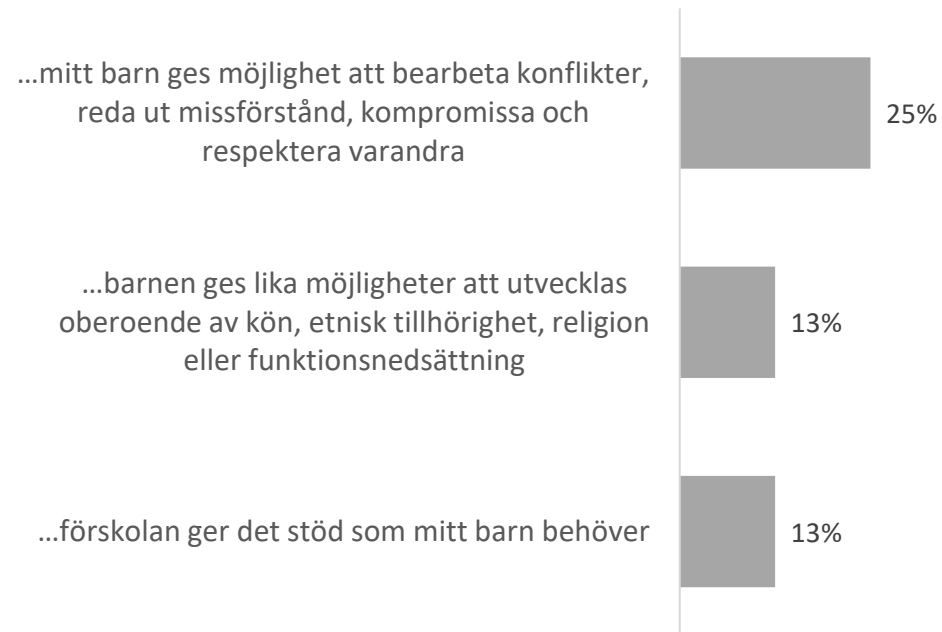 …mitt barn ges möjlighet att bearbeta konflikter,
reda ut missförstånd, kompromissa och
respektera varandra
25%
…barnen ges lika möjligheter att utvecklas
oberoende av kön, etnisk tillhörighet, religion
eller funktionsnedsättning
13%
…förskolan ger det stöd som mitt barn behöver
13%